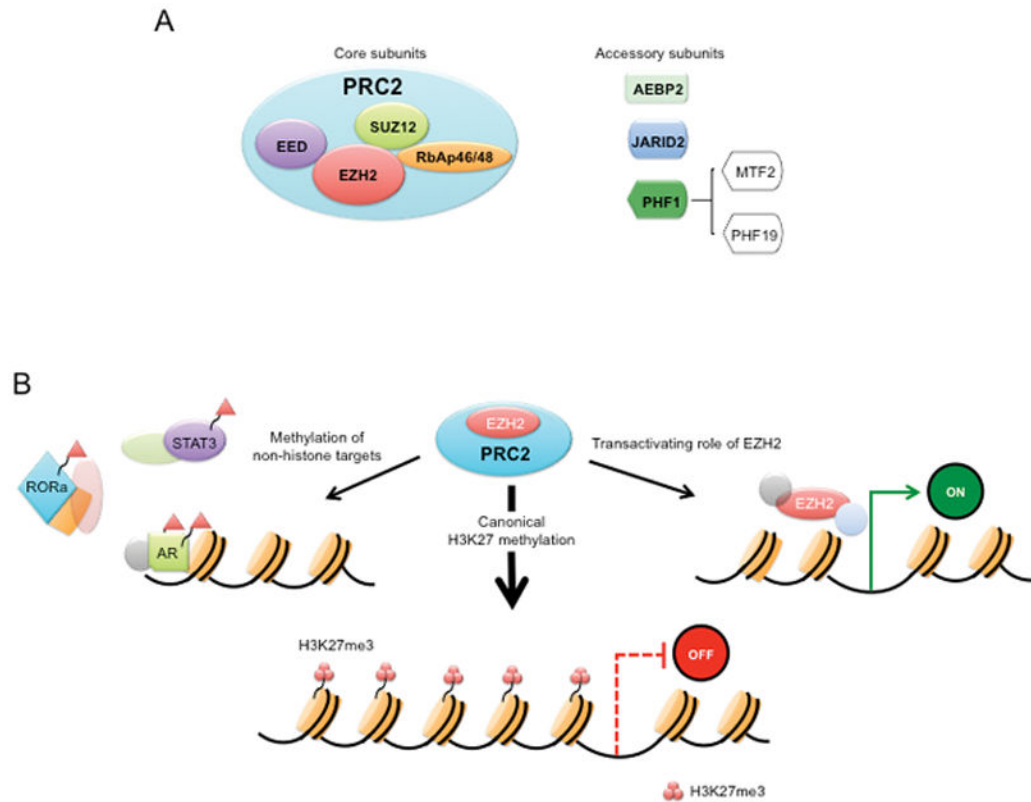 A
Core subunits
PRC2
SUZ12
EED
RbAp46/48
EZH2
Accessory subunits
AEBP2
JARID2
PHF1
MTF2
PHF19
B
STAT3
RORa
AR
Methylation of
non-histone targets
EZH2
PRC2
Canonical
H3K27 methylation
Transactivating role of EZH2
EZH2
ON
H3K27me3
OFF
H3K27me3